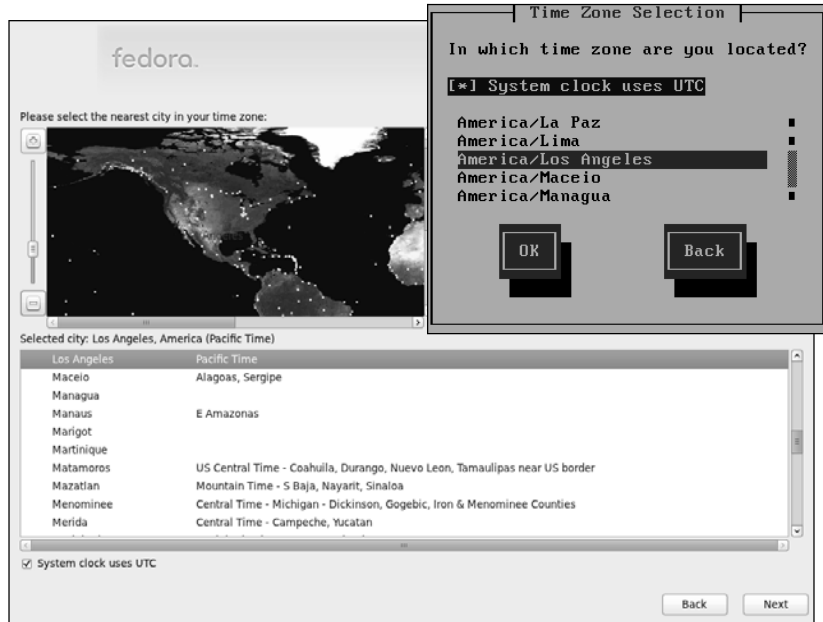 fedora.
Please select the nearest city in your time zone:
Selected city: Los Angeles, America (Pacific Time)
Los Angeles Pacific Time
Maceio Alagoas, Sergipe
Managua
Manaus E Amazonas
Marigot
Martinique
Matamoros US Central Time - Coahuila, Durango, Nuevo Leon, Tamaulipas near US border
Mazatlan Mountain Time - S Baja, Nayarit, Sinaloa
Menominee Central Time - Michigan - Dickinson, Gogebic, Iron & Menominee Counties
Merida Central Time - Campeche, Yucatan
System clock uses UTC
Back Next
Time Zone Selection
In which time zone are you located?
[*] System clock uses UTC
America/La Paz
America/Lima
America/Los Angeles
America/Maceio
America/Managua
OK Back